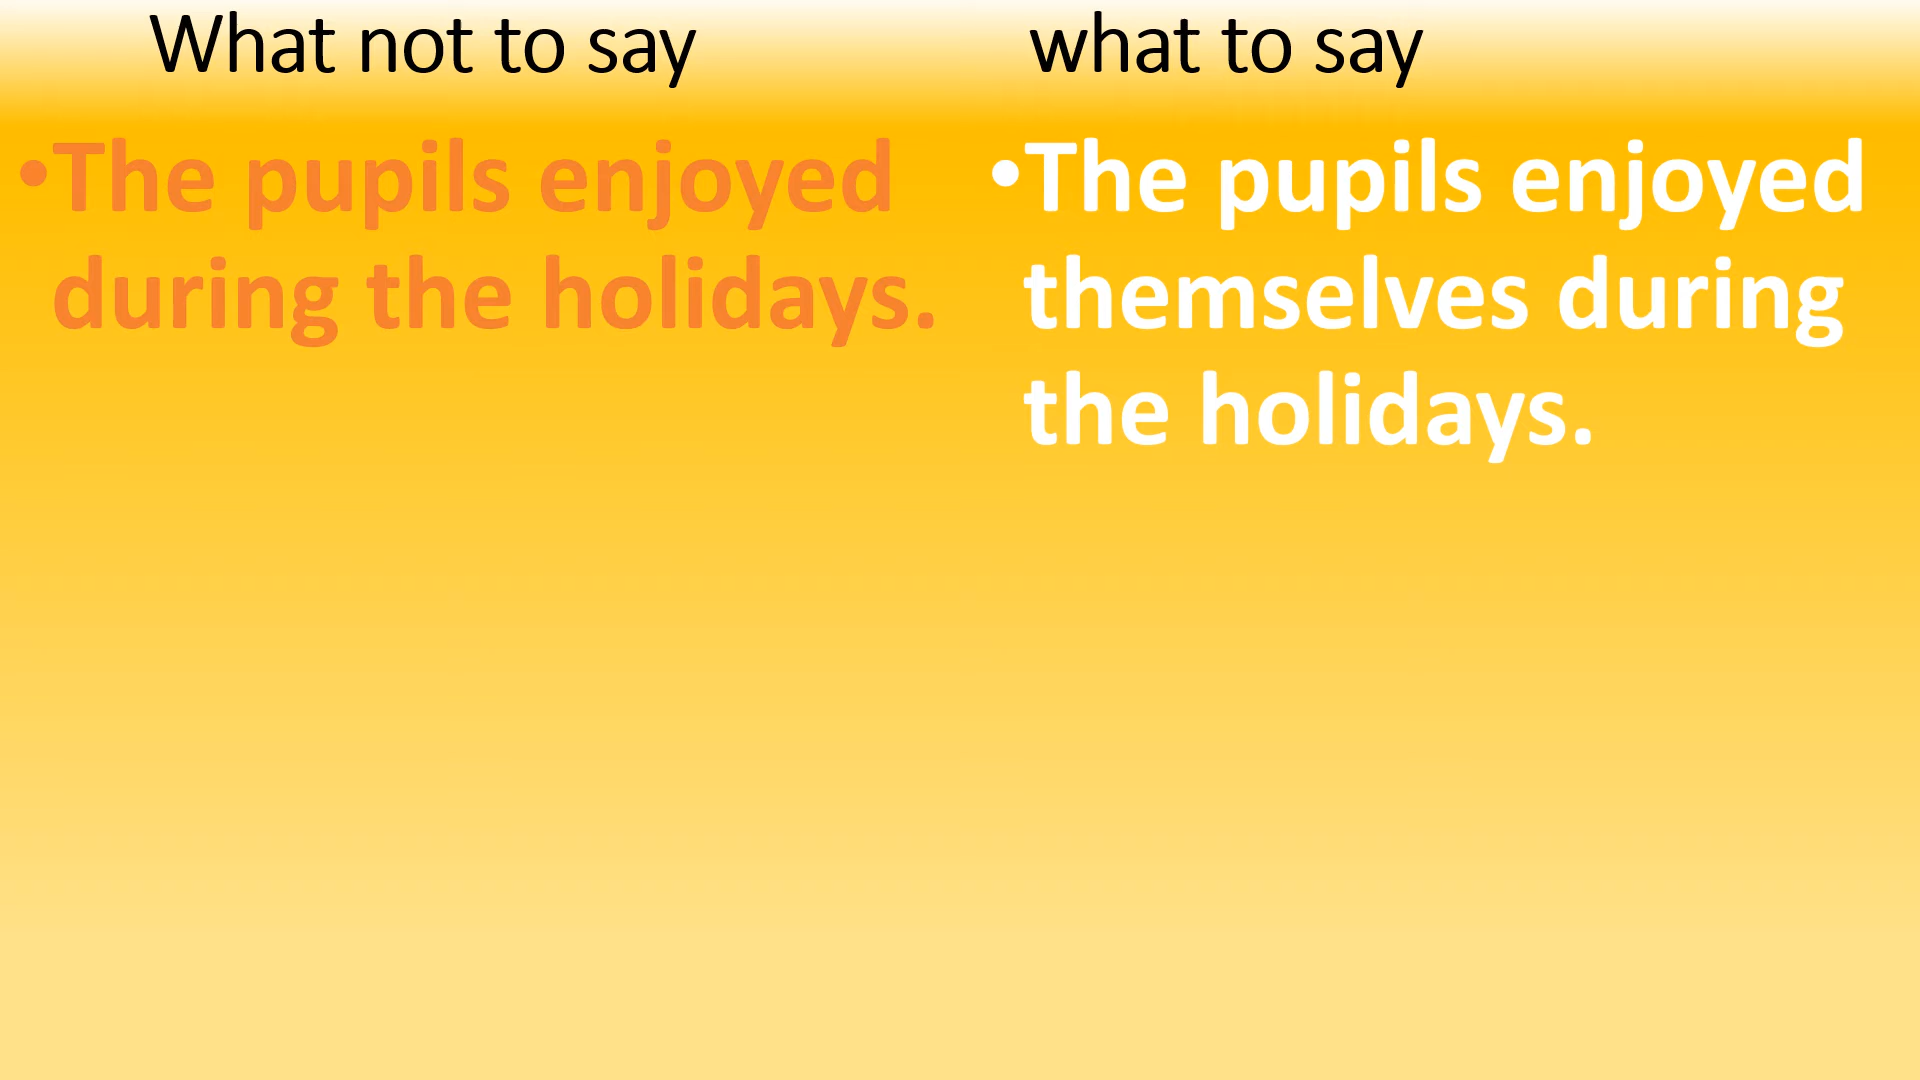 What not to say
what to say
•The pupils enjoyed
during the holidays.
•The pupils enjoyed
themselves during
the holidays.